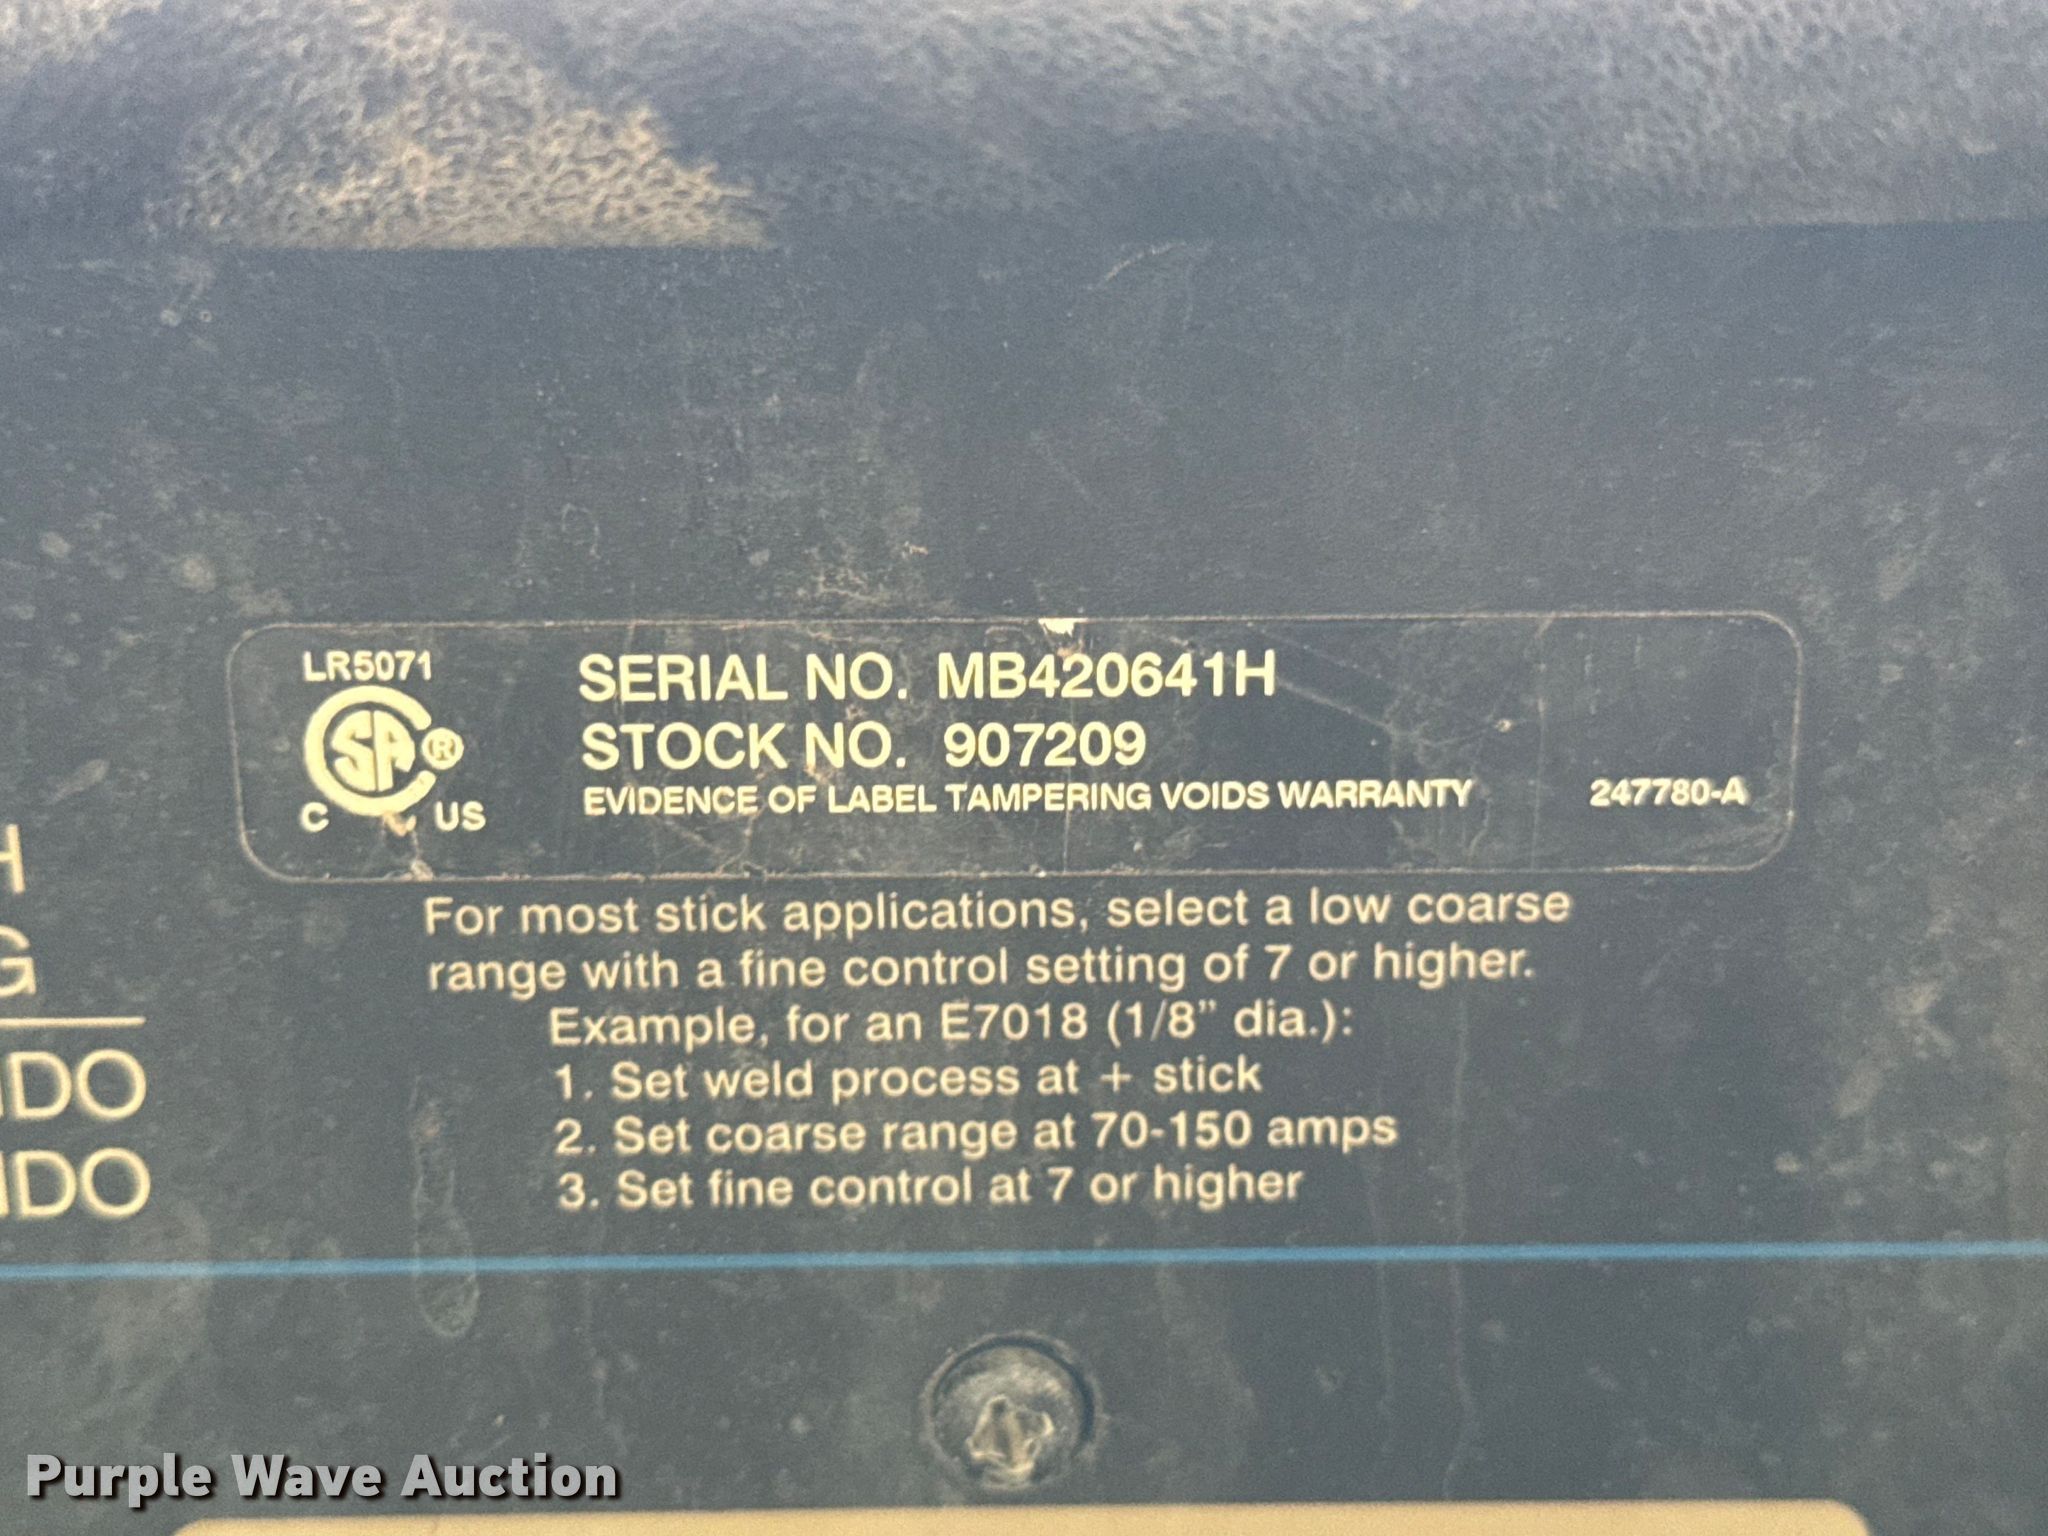 LR5071
SA®
C US
SERIAL NO. MB420641H
STOCK NO. 907209
EVIDENCE OF LABEL TAMPERING VOIDS WARRANTY 247780-A
For most stick applications, select a low coarse
range with a fine control setting of 7 or higher.
Example, for an E7018 (1/8” dia.):
1. Set weld process at + stick
2. Set coarse range at 70-150 amps
3. Set fine control at 7 or higher
H
G
IDO
IDO
Purple Wave Auction